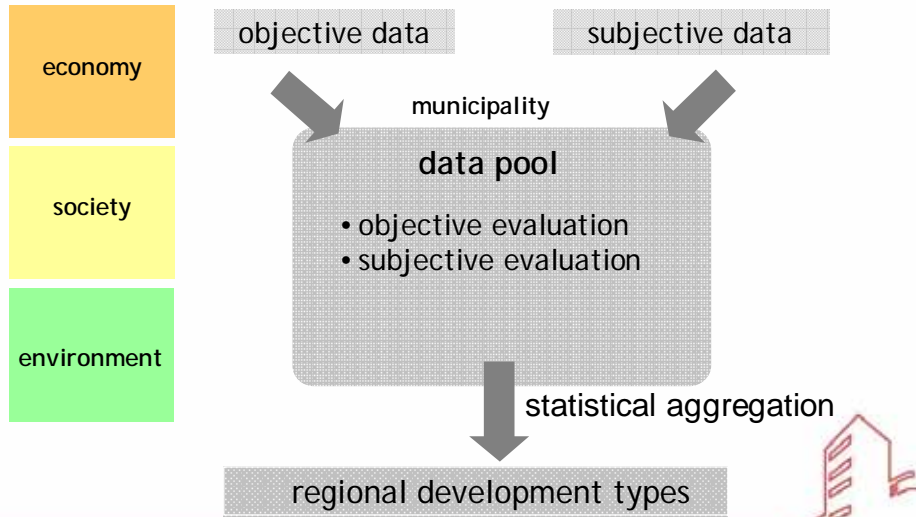 objective data
subjective data
economy
municipality
data pool
society
• objective evaluation
• subjective evaluation
environment
statistical aggregation
regional development types